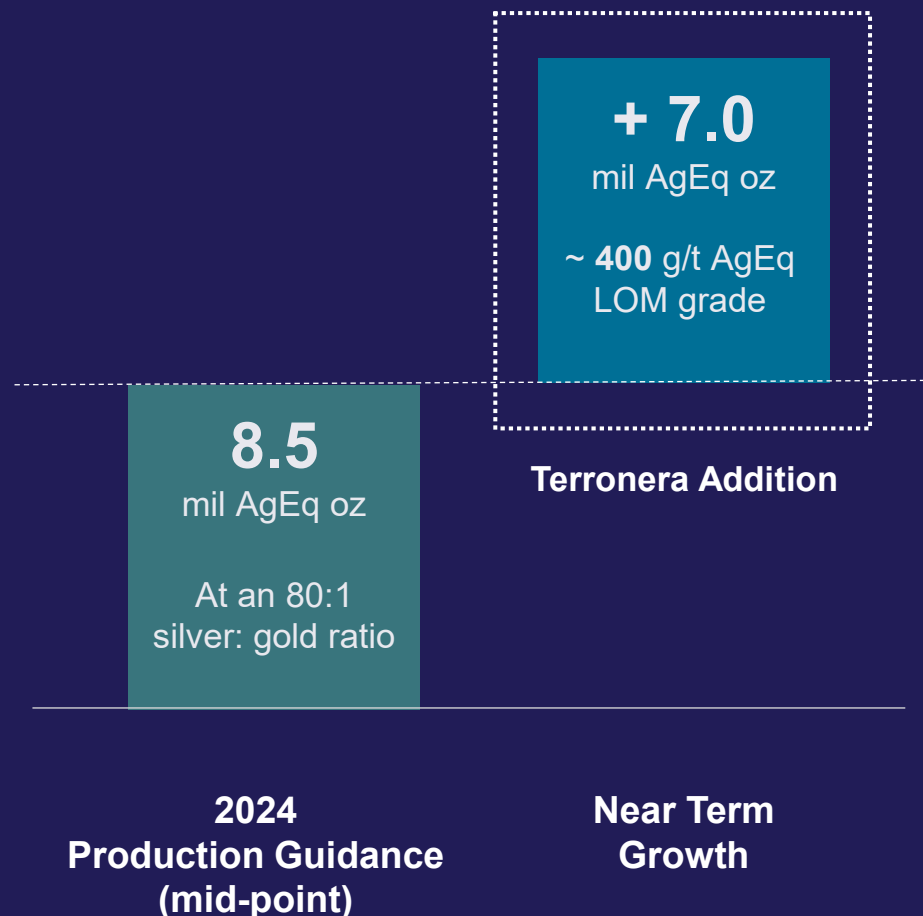 + 7.0
mil AgEq oz
~ 400 g/t AgEq
LOM grade
8.5
mil AgEq oz
At an 80:1
silver: gold ratio
Terronera Addition
2024
Production Guidance
(mid-point)
Near Term
Growth